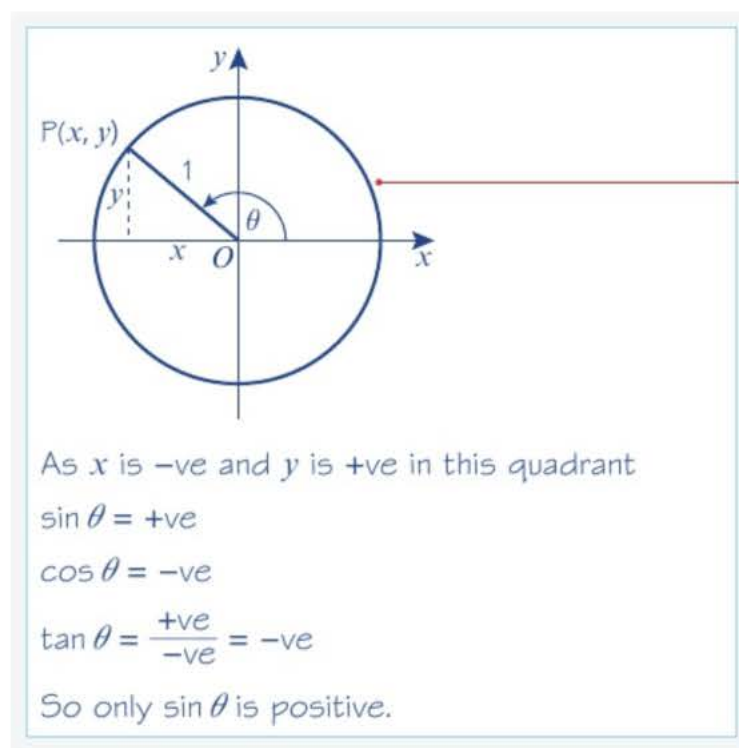 y
P(x, y)
1
y
θ
x
O
x
As x is −ve and y is +ve in this quadrant
sin θ = +ve
cos θ = −ve
tan θ = +ve/−ve = −ve
So only sin θ is positive.